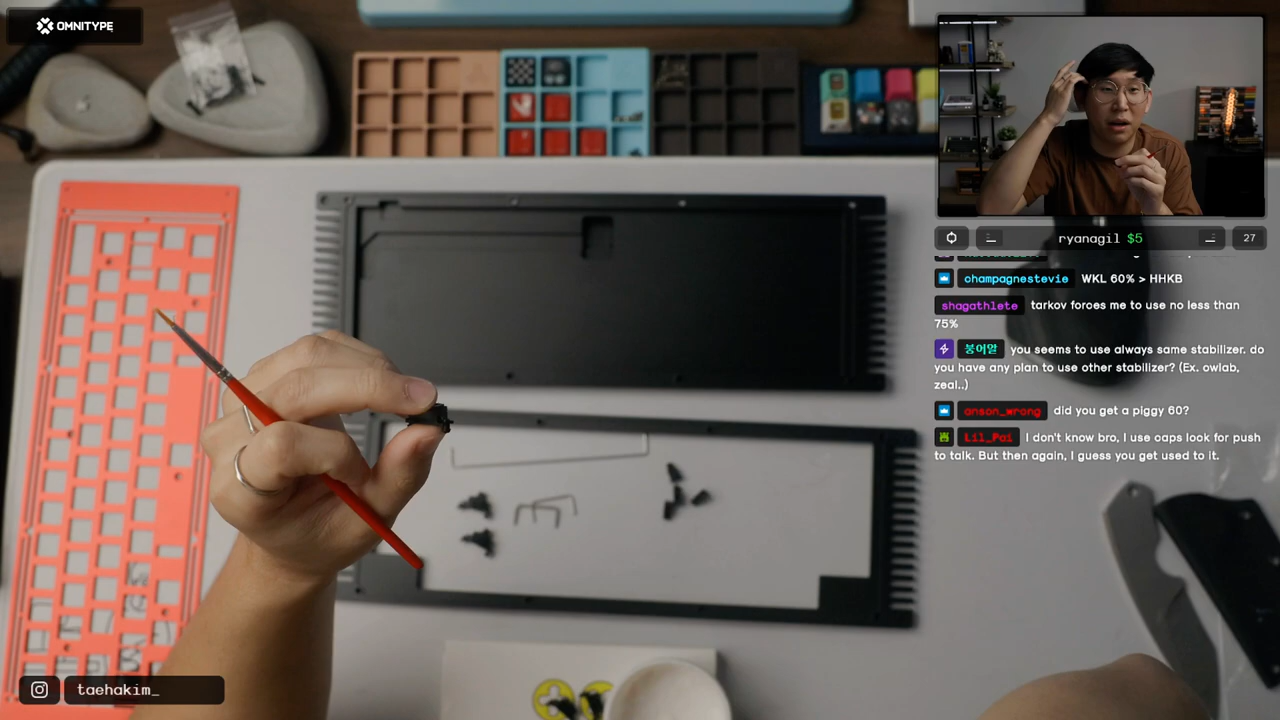 OMNITYPE
ryanagil $5
27
champagnestevie WKL 60% > HHKB
shagathlete tarkov forces me to use no less than
75%
붕어알 you seems to use always same stabilizer. do
you have any plan to use other stabilizer? (Ex. owlab,
zeal..)
anson_wrong did you get a piggy 60?
Lil_Pai I don't know bro, I use caps look for push
to talk. But then again, I guess you get used to it.
taehakim_